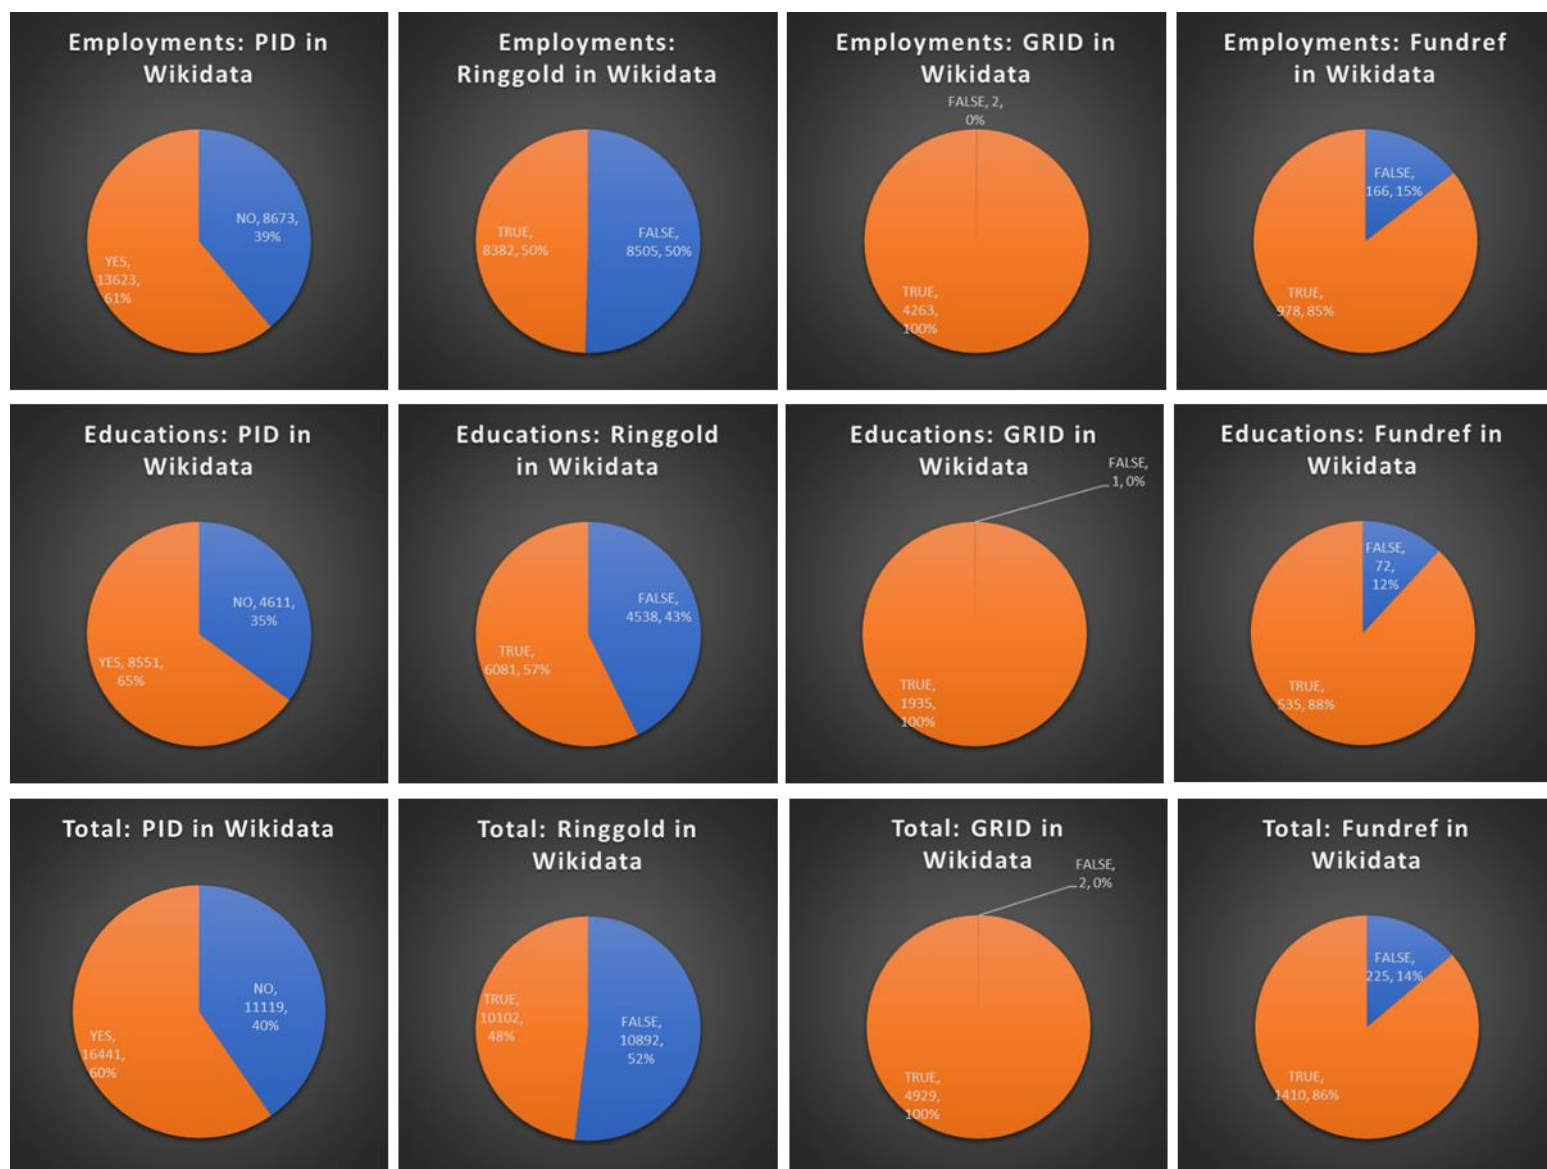 Employments: PID in
Wikidata
NO, 8673,
39%
YES,
13623,
61%
Employments:
Ringgold in Wikidata
TRUE,
8382, 50%
FALSE,
8505, 50%
Employments: GRID in
Wikidata
FALSE, 2,
0%
TRUE,
4263,
100%
Employments: Fundref
in Wikidata
FALSE,
166, 15%
TRUE,
978, 85%
Educations: PID in
Wikidata
NO, 4611,
35%
YES, 8551,
65%
Educations: Ringgold
in Wikidata
FALSE,
4538, 43%
TRUE,
6081, 57%
Educations: GRID in
Wikidata
FALSE,
1, 0%
TRUE,
1935,
100%
Educations: Fundref in
Wikidata
FALSE,
72,
12%
TRUE,
535, 88%
Total: PID in Wikidata
NO,
11119,
40%
YES,
16441,
60%
Total: Ringgold in
Wikidata
TRUE,
10102,
48%
FALSE,
10892,
52%
Total: GRID in
Wikidata
FALSE,
2, 0%
TRUE,
4929,
100%
Total: Fundref in
Wikidata
FALSE,
225, 14%
TRUE,
1410, 86%